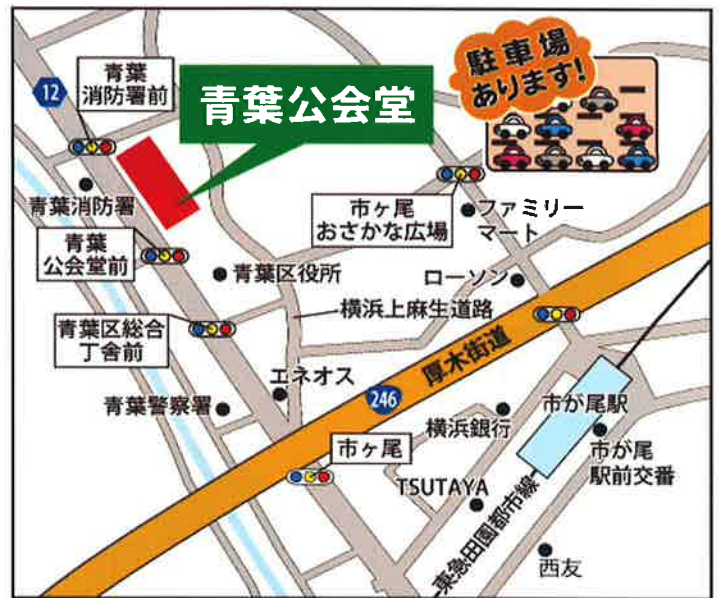 青葉
消防署前
12
青葉公会堂
駐車場
あります!
青葉消防署
市ヶ尾
おさかな広場
ファミリー
マート
青葉
公会堂前
青葉区役所
ローソン
横浜上麻生道路
青葉区総合
丁舎前
エネオス
厚木街道
246
青葉警察署
市が尾駅
横浜銀行
市ヶ尾
市が尾
駅前交番
TSUTAYA
東急田園都市線
西友